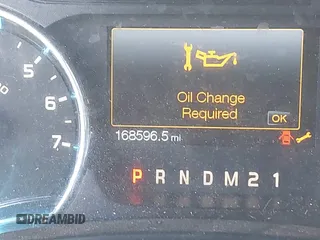 Oil Change
Required
OK
168596.5 mi
5
6
7
P R N D M 2 1
DREAMBID